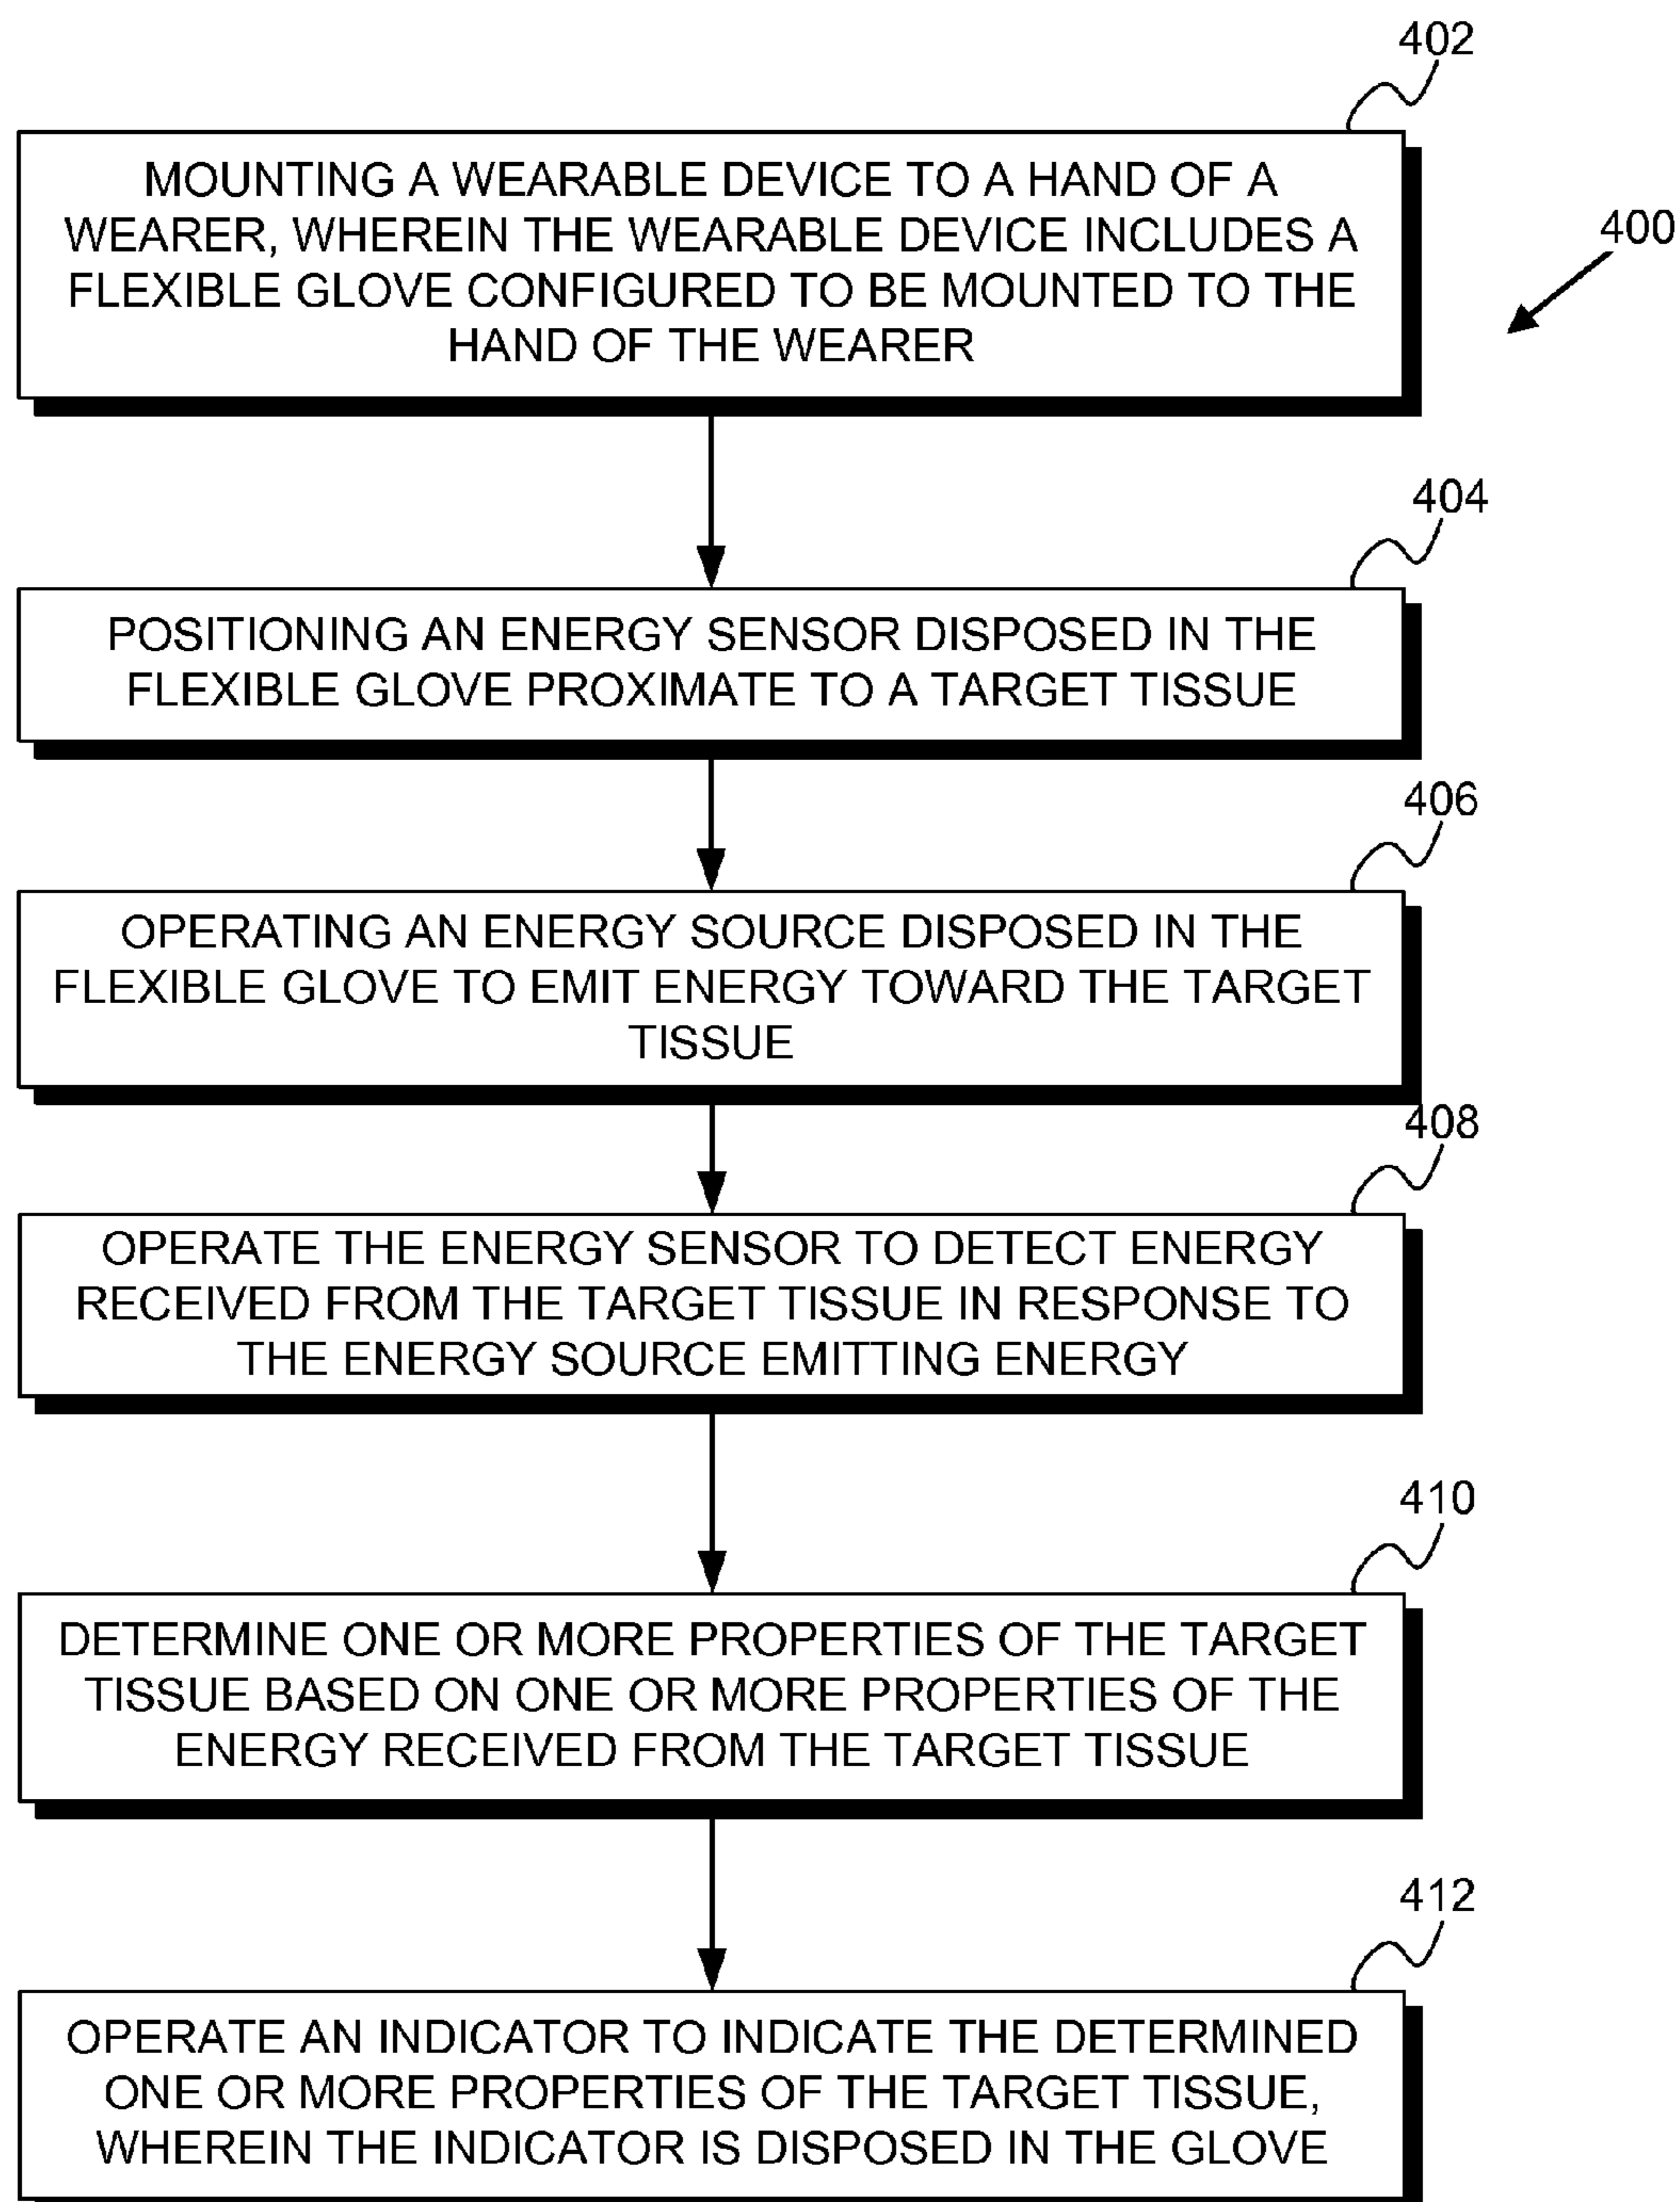 402
MOUNTING A WEARABLE DEVICE TO A HAND OF A
WEARER, WHEREIN THE WEARABLE DEVICE INCLUDES A
FLEXIBLE GLOVE CONFIGURED TO BE MOUNTED TO THE
HAND OF THE WEARER
400
404
POSITIONING AN ENERGY SENSOR DISPOSED IN THE
FLEXIBLE GLOVE PROXIMATE TO A TARGET TISSUE
406
OPERATING AN ENERGY SOURCE DISPOSED IN THE
FLEXIBLE GLOVE TO EMIT ENERGY TOWARD THE TARGET
TISSUE
408
OPERATE THE ENERGY SENSOR TO DETECT ENERGY
RECEIVED FROM THE TARGET TISSUE IN RESPONSE TO
THE ENERGY SOURCE EMITTING ENERGY
410
DETERMINE ONE OR MORE PROPERTIES OF THE TARGET
TISSUE BASED ON ONE OR MORE PROPERTIES OF THE
ENERGY RECEIVED FROM THE TARGET TISSUE
412
OPERATE AN INDICATOR TO INDICATE THE DETERMINED
ONE OR MORE PROPERTIES OF THE TARGET TISSUE,
WHEREIN THE INDICATOR IS DISPOSED IN THE GLOVE